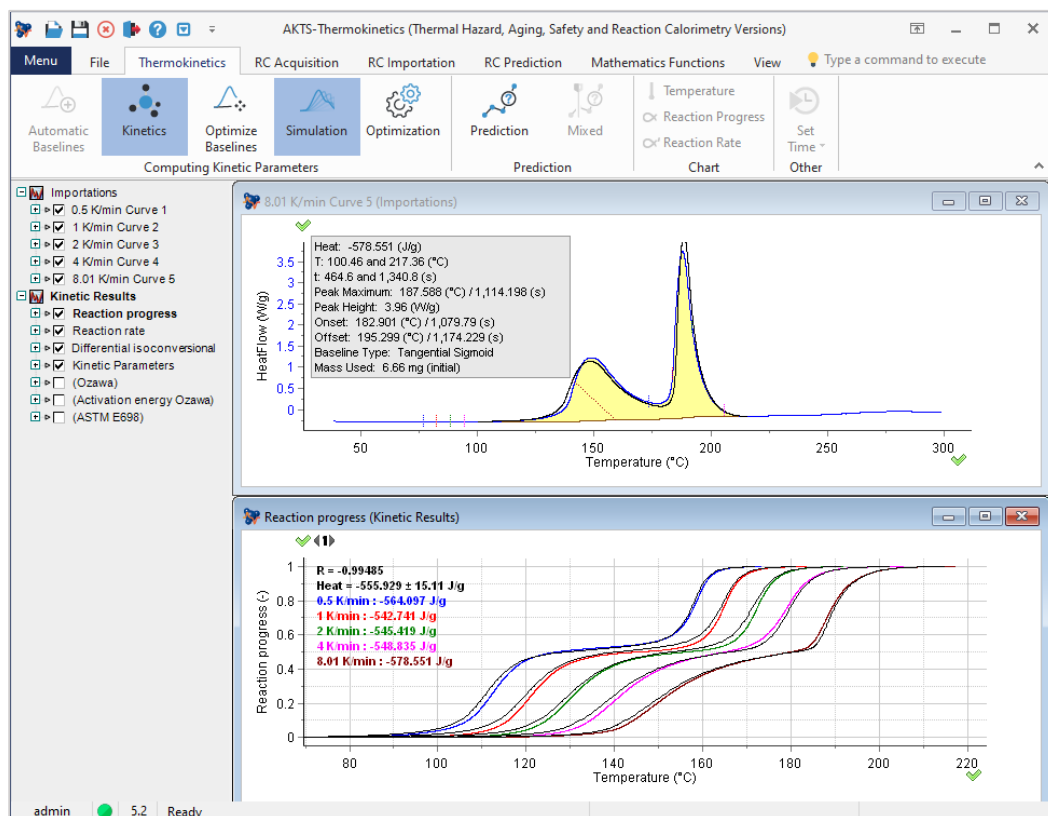 AKTS-Thermokinetics (Thermal Hazard, Aging, Safety and Reaction Calorimetry Versions)
Menu File Thermokinetics RC Acquisition RC Importation RC Prediction Mathematics Functions View Type a command to execute
Automatic Baselines
Kinetics
Optimize Baselines
Simulation
Optimization
Computing Kinetic Parameters
Prediction
Mixed
Prediction
Temperature
α Reaction Progress
α' Reaction Rate
Chart
Set Time
Other
Importations
0.5 K/min Curve 1
1 K/min Curve 2
2 K/min Curve 3
4 K/min Curve 4
8.01 K/min Curve 5
Kinetic Results
Reaction progress
Reaction rate
Differential isoconversional
Kinetic Parameters
(Ozawa)
(Activation energy Ozawa)
(ASTM E698)
8.01 K/min Curve 5 (Importations)
Heat: -578.551 (J/g)
T: 100.46 and 217.36 (°C)
t: 464.6 and 1,340.8 (s)
Peak Maximum: 187.588 (°C) / 1,114.198 (s)
Peak Height: 3.96 (W/g)
Onset: 182.901 (°C) / 1,079.79 (s)
Offset: 195.299 (°C) / 1,174.229 (s)
Baseline Type: Tangential Sigmoid
Mass Used: 6.66 mg (initial)
HeatFlow (W/g)
3.5
3
2.5
2
1.5
1
0.5
0
50 100 150 200 250 300
Temperature (°C)
Reaction progress (Kinetic Results)
1
R = -0.99485
Heat = -555.929 ± 15.11 J/g
0.5 K/min : -564.097 J/g
1 K/min : -542.741 J/g
2 K/min : -545.419 J/g
4 K/min : -548.835 J/g
8.01 K/min : -578.551 J/g
Reaction progress (-)
1
0.8
0.6
0.4
0.2
0
80 100 120 140 160 180 200 220
Temperature (°C)
admin 5.2 Ready